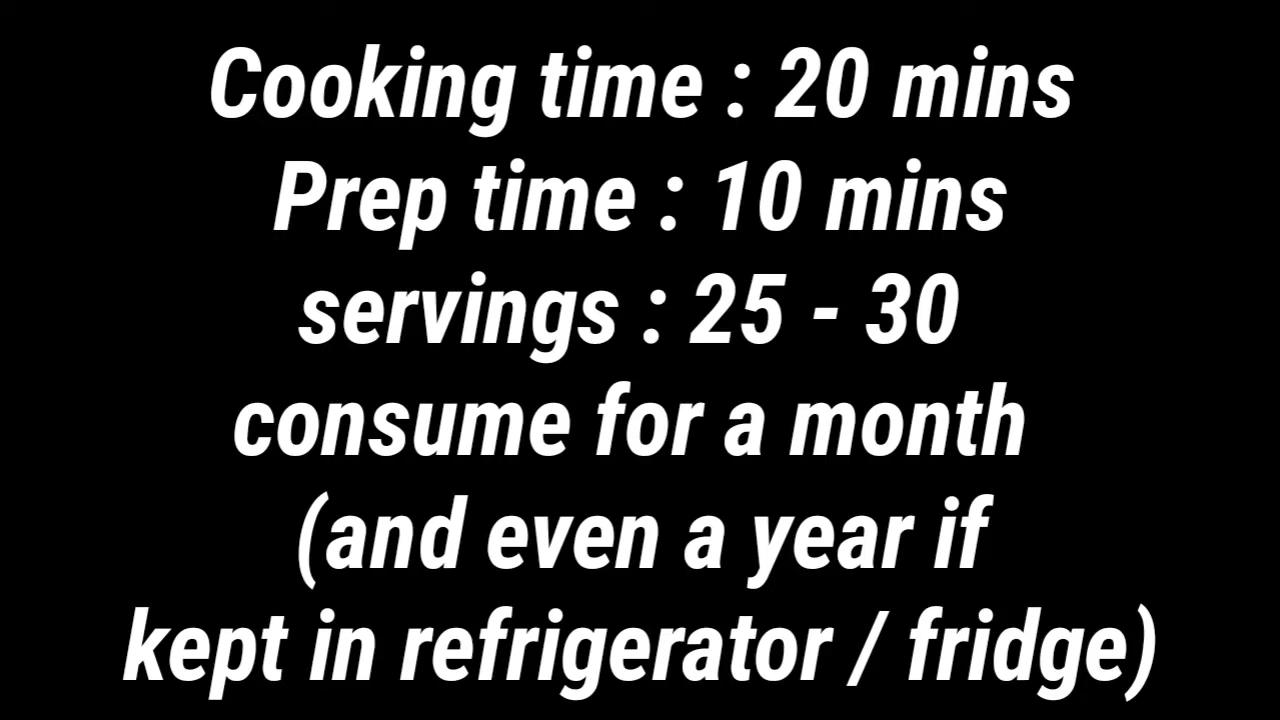 Cooking time : 20 mins
Prep time : 10 mins
servings : 25 - 30
consume for a month
(and even a year if
kept in refrigerator / fridge)